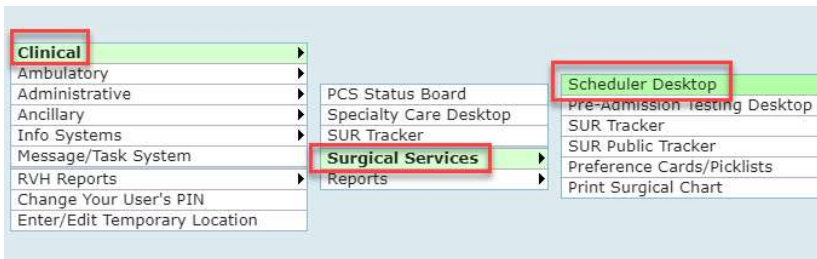 Clinical
Ambulatory
Administrative
Ancillary
Info Systems
Message/Task System
RVH Reports
Change Your User's PIN
Enter/Edit Temporary Location
PCS Status Board
Specialty Care Desktop
SUR Tracker
Surgical Services
Reports
Scheduler Desktop
Pre-Admission Testing Desktop
SUR Tracker
SUR Public Tracker
Preference Cards/Picklists
Print Surgical Chart